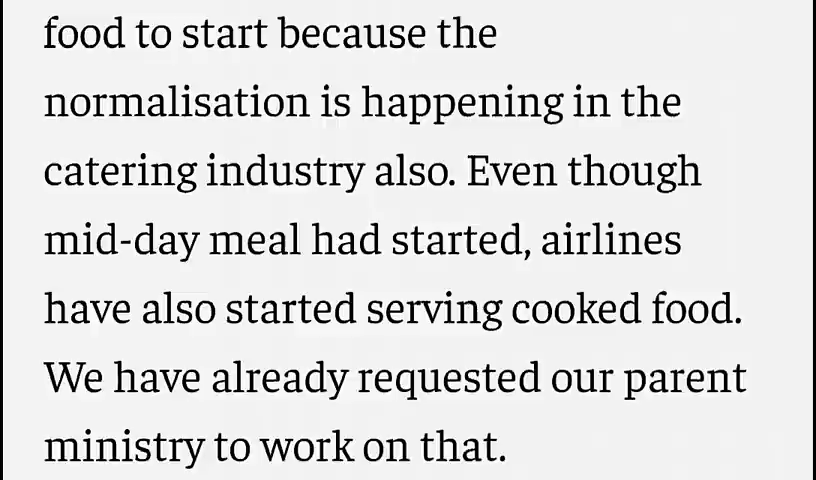 food to start because the
normalisation is happening in the
catering industry also. Even though
mid-day meal had started, airlines
have also started serving cooked food.
We have already requested our parent
ministry to work on that.